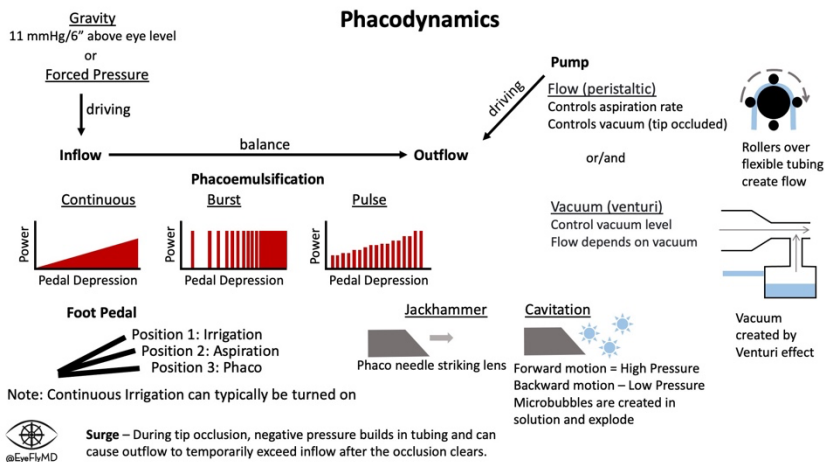 Phacodynamics
Gravity
11 mmHg/6” above eye level
or
Forced Pressure
driving
Inflow
balance
Outflow
driving
Pump
Flow (peristaltic)
Controls aspiration rate
Controls vacuum (tip occluded)
or/and
Rollers over
flexible tubing
create flow
Vacuum (venturi)
Control vacuum level
Flow depends on vacuum
Vacuum
created by
Venturi effect
Phacoemulsification
Continuous
Power
Pedal Depression
Burst
Power
Pedal Depression
Pulse
Power
Pedal Depression
Foot Pedal
Position 1: Irrigation
Position 2: Aspiration
Position 3: Phaco
Note: Continuous Irrigation can typically be turned on
Jackhammer
Phaco needle striking lens
Cavitation
Forward motion = High Pressure
Backward motion – Low Pressure
Microbubbles are created in
solution and explode
@EyeFlyMD
Surge – During tip occlusion, negative pressure builds in tubing and can
cause outflow to temporarily exceed inflow after the occlusion clears.